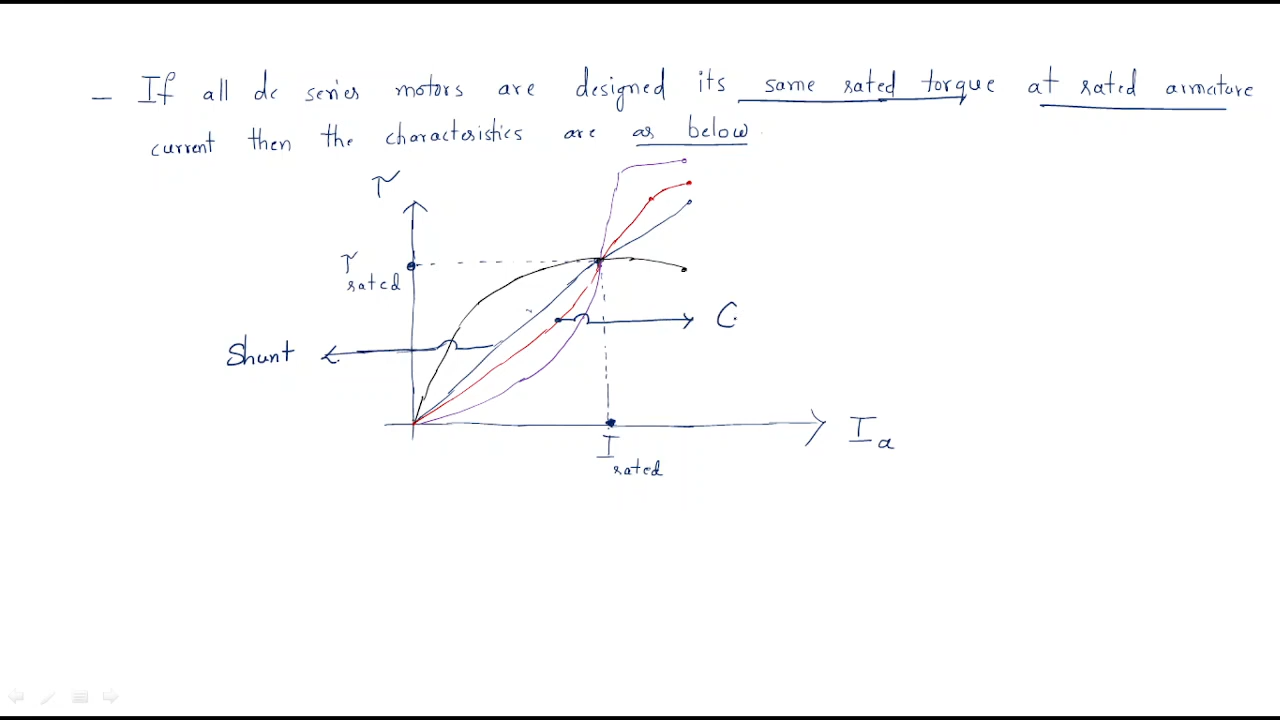 – If all dc series motors are designed its same rated torque at rated armature
current then the characteristics are as below.
τ
τ rated
C
Shunt
I a
I rated